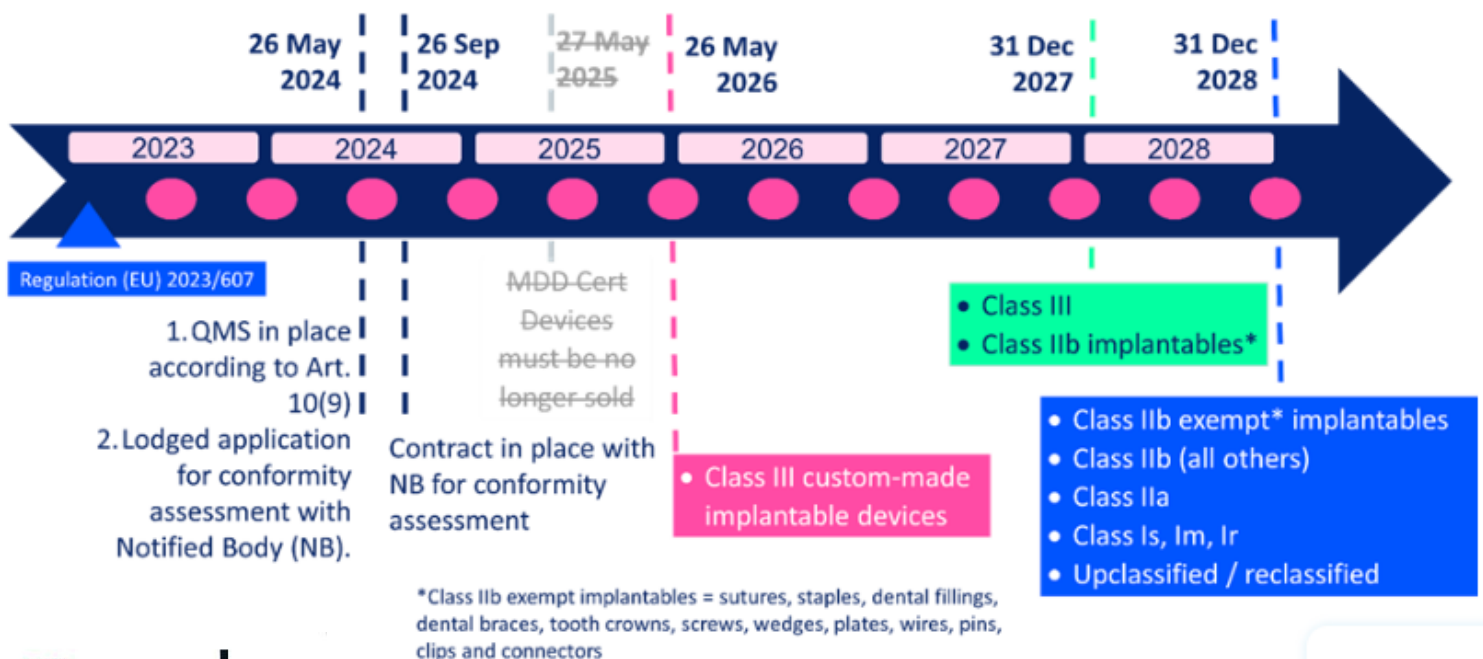 26 May
2024
26 Sep
2024
27 May
2025
26 May
2026
31 Dec
2027
31 Dec
2028
2023
2024
2025
2026
2027
2028
Regulation (EU) 2023/607
1. QMS in place
according to Art.
10(9)
2. Lodged application
for conformity
assessment with
Notified Body (NB).
Contract in place with
NB for conformity
assessment
MDD Cert
Devices
must be no
longer sold
• Class III custom-made
implantable devices
• Class III
• Class IIb implantables*
• Class IIb exempt* implantables
• Class IIb (all others)
• Class IIa
• Class Is, Im, Ir
• Upclassified / reclassified
*Class IIb exempt implantables = sutures, staples, dental fillings,
dental braces, tooth crowns, screws, wedges, plates, wires, pins,
clips and connectors